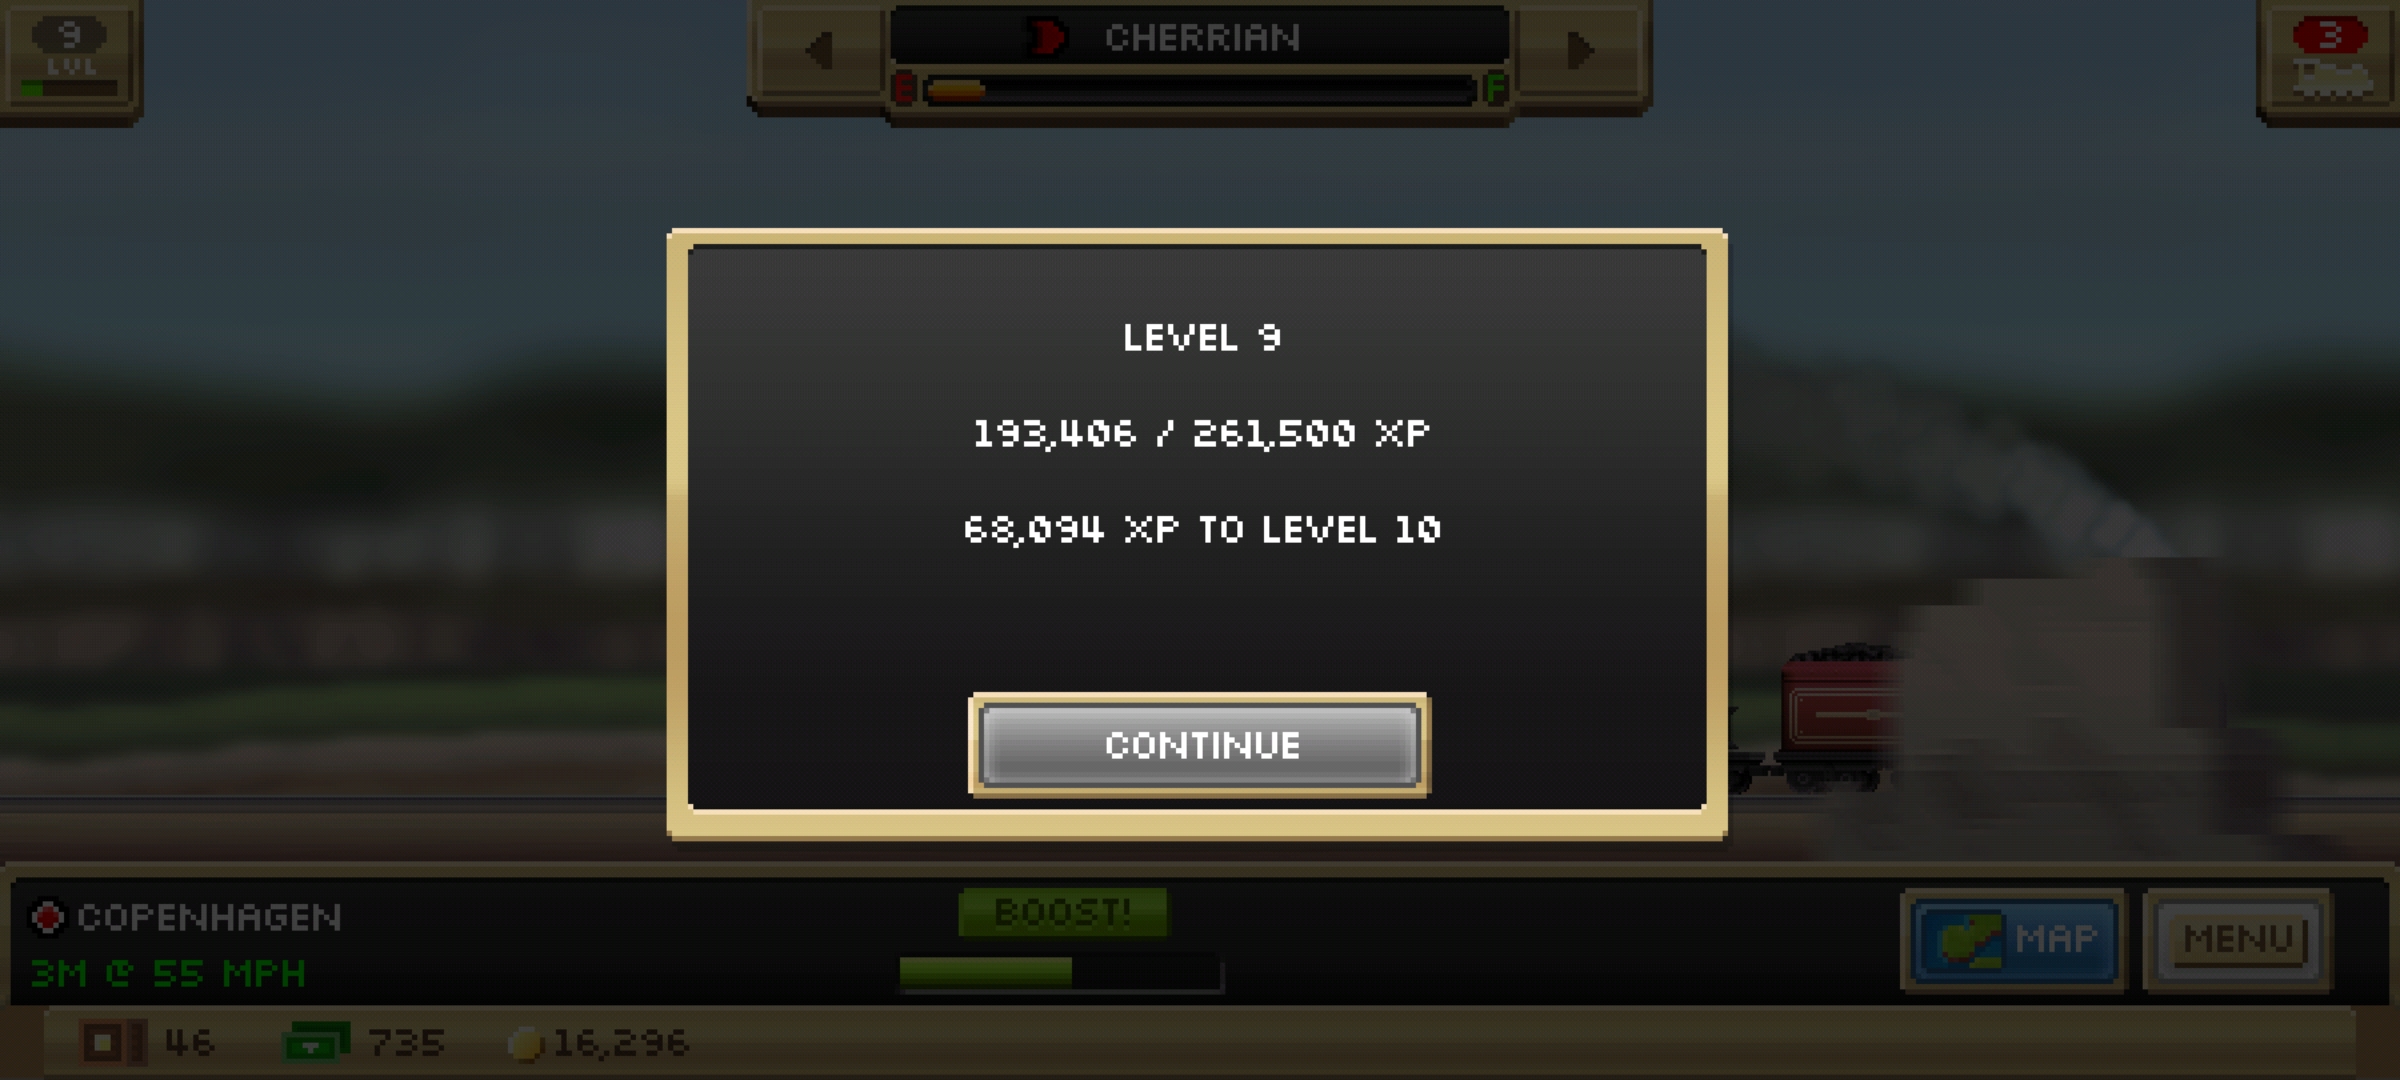 9
LVL
CHERRIAN
E F
3
LEVEL 9
193,406 / 261,500 XP
68,094 XP TO LEVEL 10
CONTINUE
COPENHAGEN
3M @ 55 MPH
BOOST!
MAP
MENU
46 735 16,296